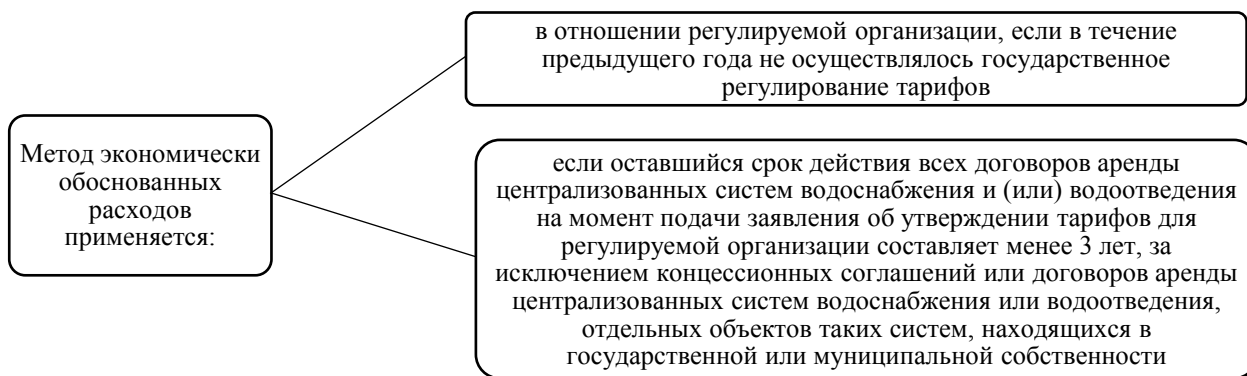 Метод экономически
обоснованных
расходов
применяется:
в отношении регулируемой организации, если в течение
предыдущего года не осуществлялось государственное
регулирование тарифов
если оставшийся срок действия всех договоров аренды
централизованных систем водоснабжения и (или) водоотведения
на момент подачи заявления об утверждении тарифов для
регулируемой организации составляет менее 3 лет, за
исключением концессионных соглашений или договоров аренды
централизованных систем водоснабжения или водоотведения,
отдельных объектов таких систем, находящихся в
государственной или муниципальной собственности